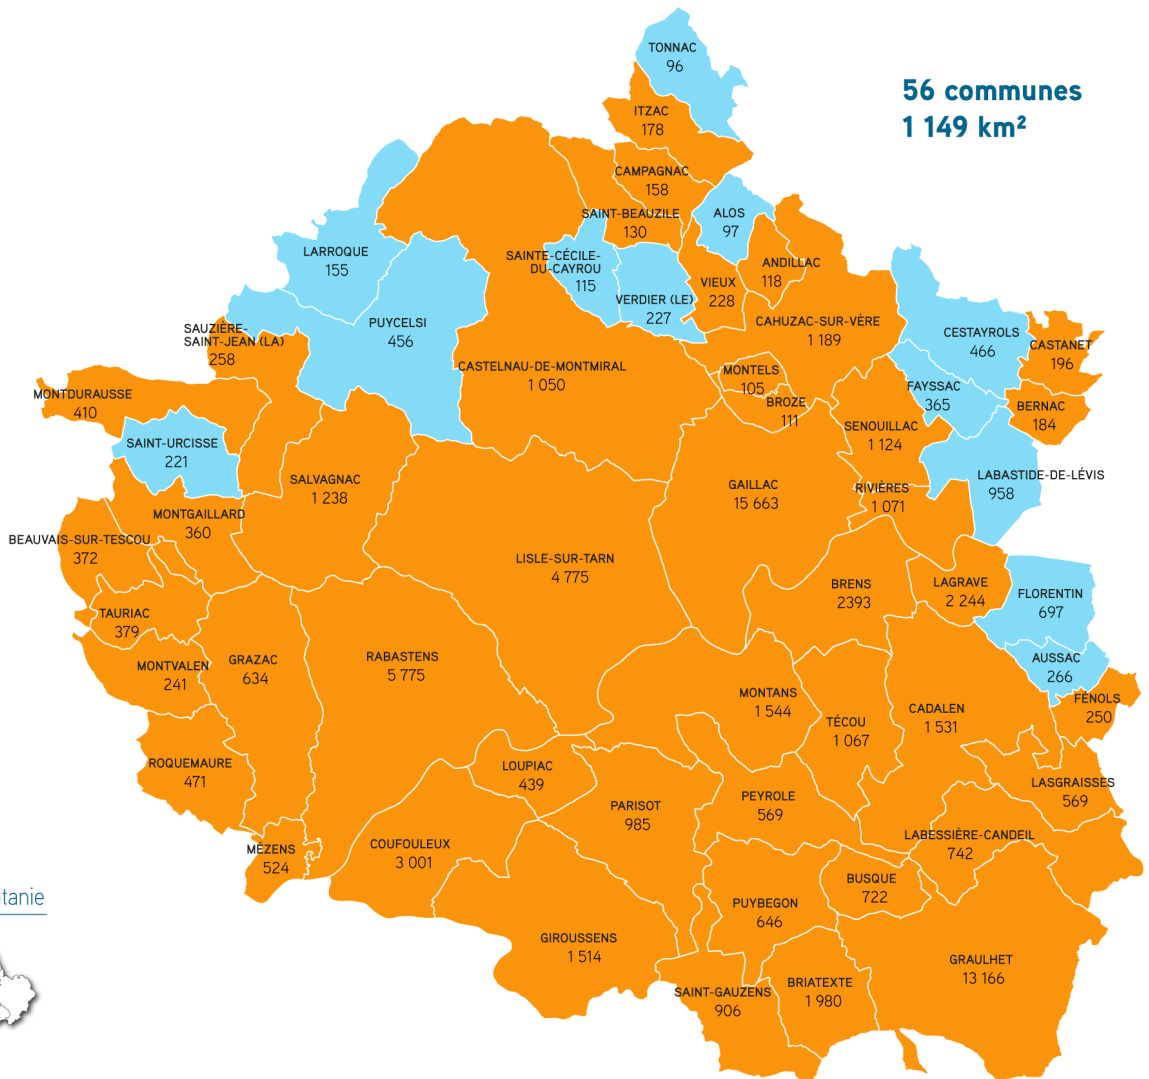 TONNAC
96
56 communes
1 149 km²
ITZAC
178
CAMPAGNAC
158
SAINT-BEAUZILE
130
ALOS
97
LARROQUE
155
SAINTE-CÉCILE-
DU-CAYROU
115
ANDILLAC
118
VIEUX
228
VERDIER (LE)
227
PUYCELSI
456
CAHUZAC-SUR-VÈRE
1 189
SAUZIÈRE-
SAINT-JEAN (LA)
258
CESTAYROLS
466
CASTANET
196
CASTELNAU-DE-MONTMIRAL
1 050
MONTELS
105
FAYSSAC
365
MONTDURAUSSE
410
BROZE
111
BERNAC
184
SENOUILLAC
1 124
SAINT-URCISSE
221
SALVAGNAC
1 238
GAILLAC
15 663
LABASTIDE-DE-LÉVIS
958
RIVIÈRES
1 071
MONTGAILLARD
360
BEAUVAIS-SUR-TESCOU
372
LISLE-SUR-TARN
4 775
BRENS
2393
LAGRAVE
2 244
FLORENTIN
697
TAURIAC
379
RABASTENS
5 775
AUSSAC
266
MONTVALEN
241
GRAZAC
634
MONTANS
1 544
FÉNOLS
250
TÉCOU
1 067
CADALEN
1 531
ROQUEMAURE
471
LOUPIAC
439
LASGRAISSES
569
PEYROLE
569
PARISOT
985
LABESSIÈRE-CANDEIL
742
MÉZENS
524
COUFOULEUX
3 001
BUSQUE
722
itanie
PUYBEGON
646
GIROUSSENS
1 514
GRAULHET
13 166
BRIATEXTE
1 980
SAINT-GAUZENS
906